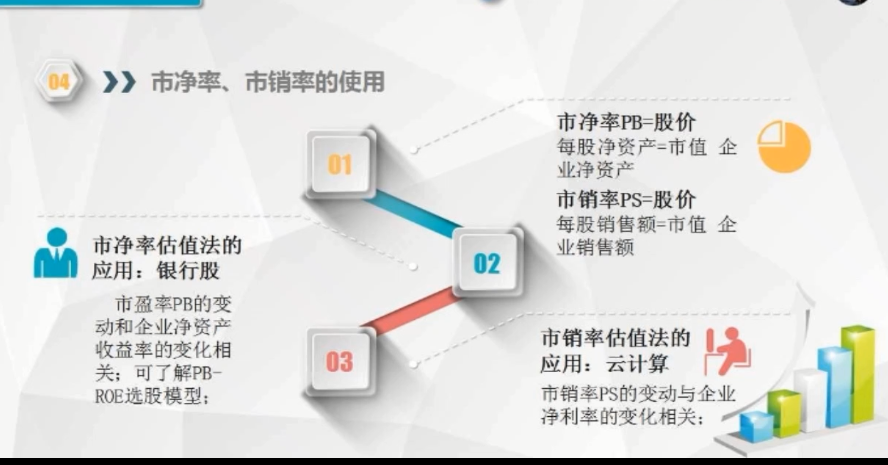 04
市净率、市销率的使用
01
市净率PB=股价
每股净资产=市值 企
业净资产
市销率PS=股价
每股销售额=市值 企
业销售额
02
市净率估值法的
应用：银行股
市盈率PB的变
动和企业净资产
收益率的变化相
关；可了解PB-
ROE选股模型；
03
市销率估值法的
应用：云计算
市销率PS的变动与企业
净利率的变化相关；